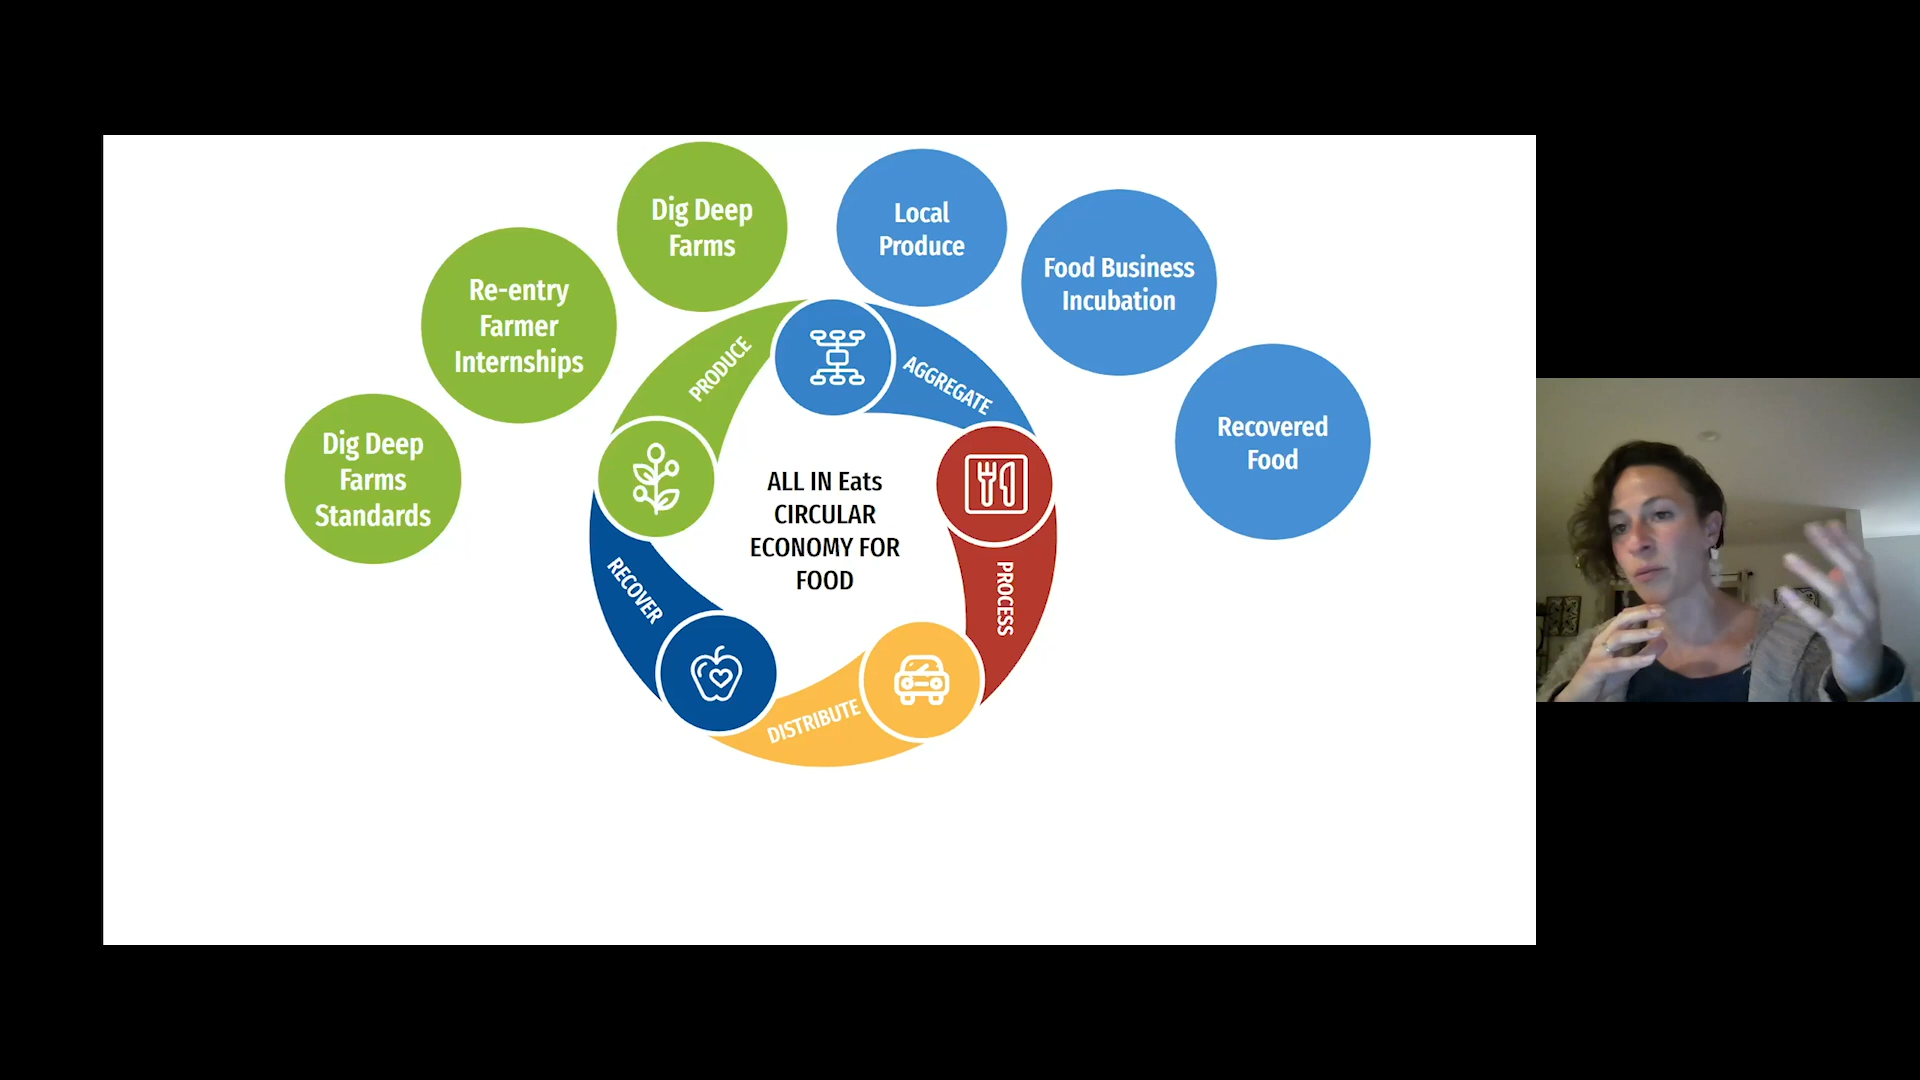 Dig Deep
Farms
Local
Produce
Re-entry
Farmer
Internships
Food Business
Incubation
Dig Deep
Farms
Standards
Recovered
Food
PRODUCE
AGGREGATE
PROCESS
DISTRIBUTE
RECOVER
ALL IN Eats
CIRCULAR
ECONOMY FOR
FOOD